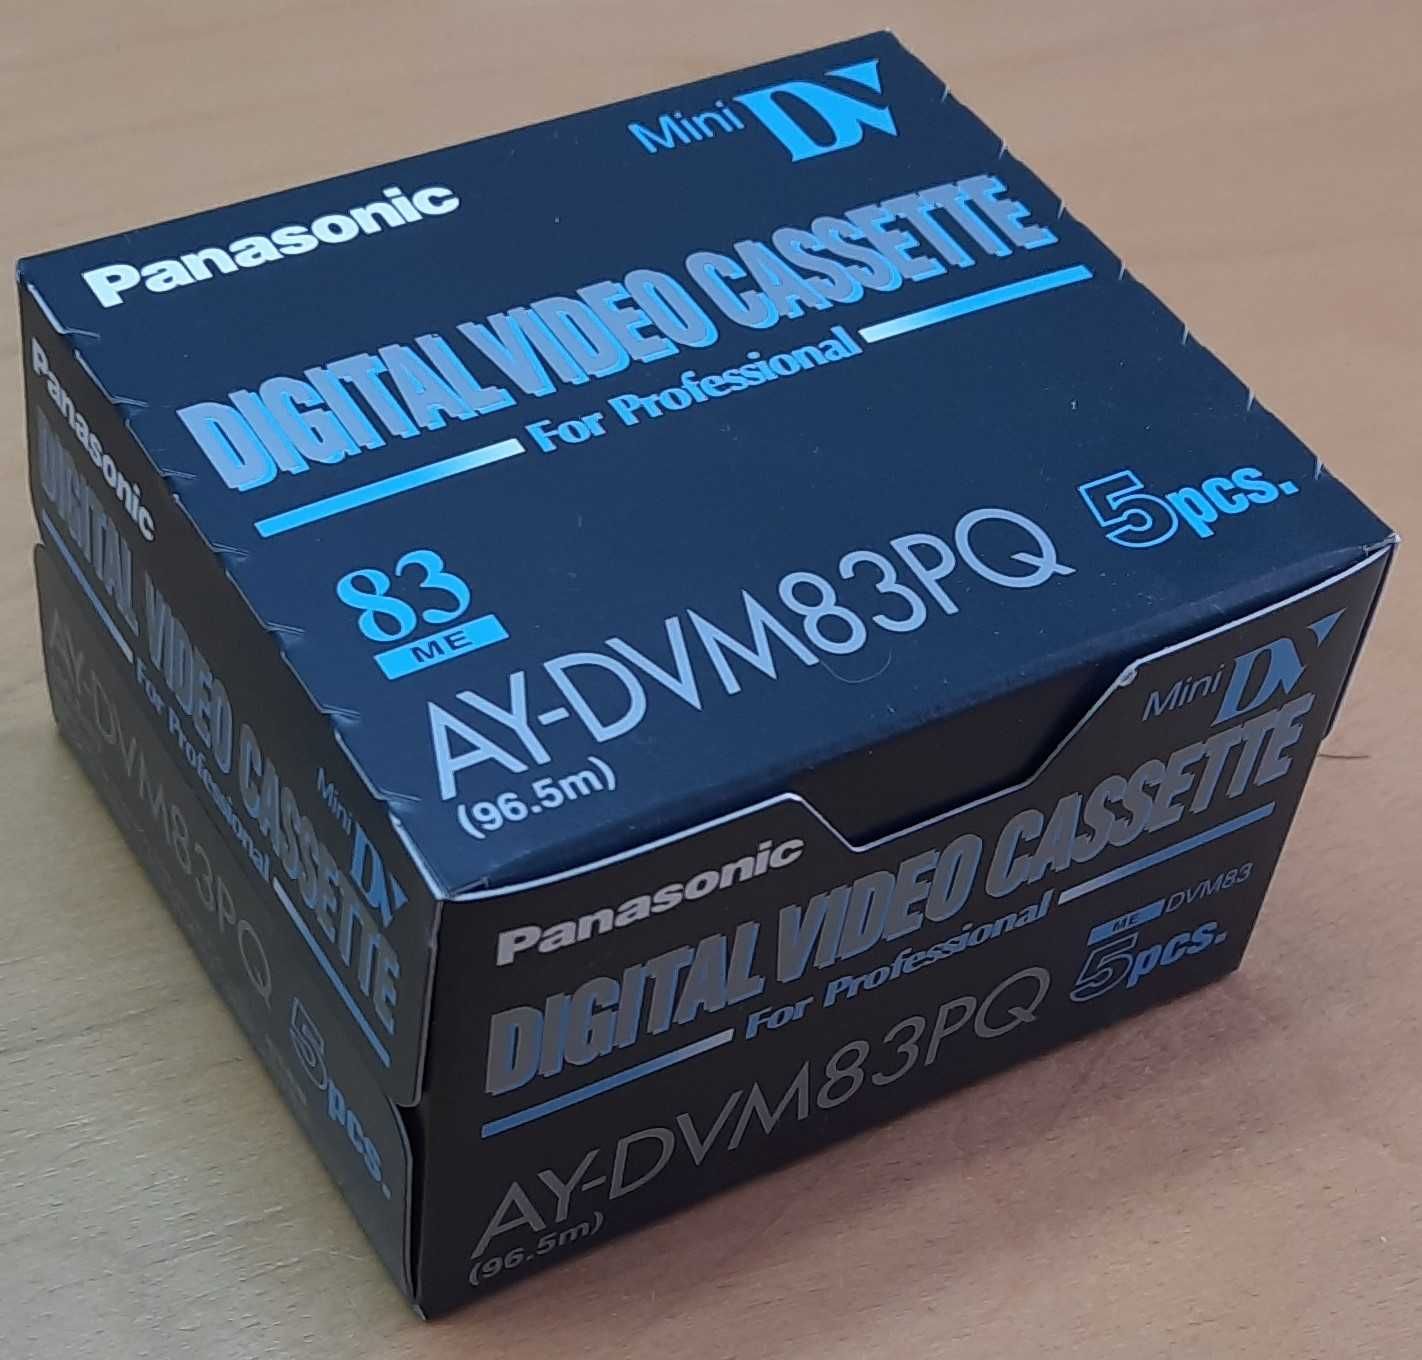 Panasonic
Mini DV
DIGITAL VIDEO CASSETTE
For Professional
83
ME
AY-DVM83PQ
5pcs.
(96.5m)
Panasonic
Mini DV
DIGITAL VIDEO CASSETTE
For Professional
AY-DVM83PQ
5pcs.
Panasonic
Mini DV
DIGITAL VIDEO CASSETTE
For Professional
ME DVM83
AY-DVM83PQ
5pcs.
(96.5m)